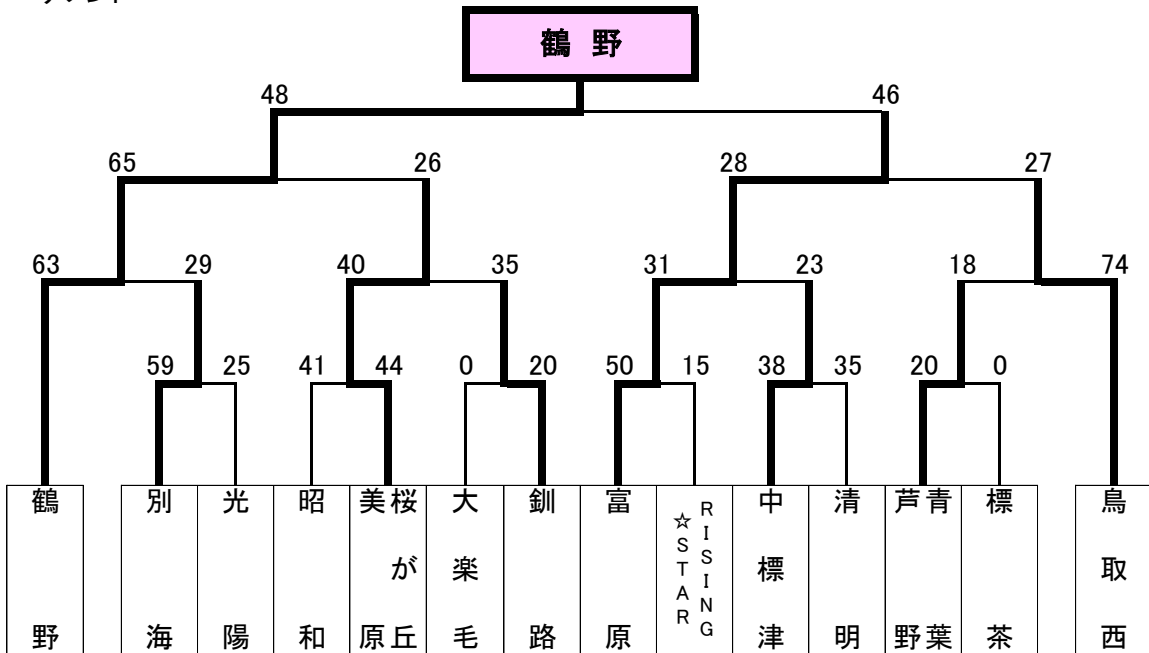 鶴 野
48 46
65 26 28 27
63 29 40 35 31 23 18 74
59 25 41 44 0 20 50 15 38 35 20 0
鶴野
別海
光陽
昭和
桜が丘
美原
大楽毛
釧路
富原
RISING
☆STAR
中標津
清明
青葉
芦野
標茶
鳥取西